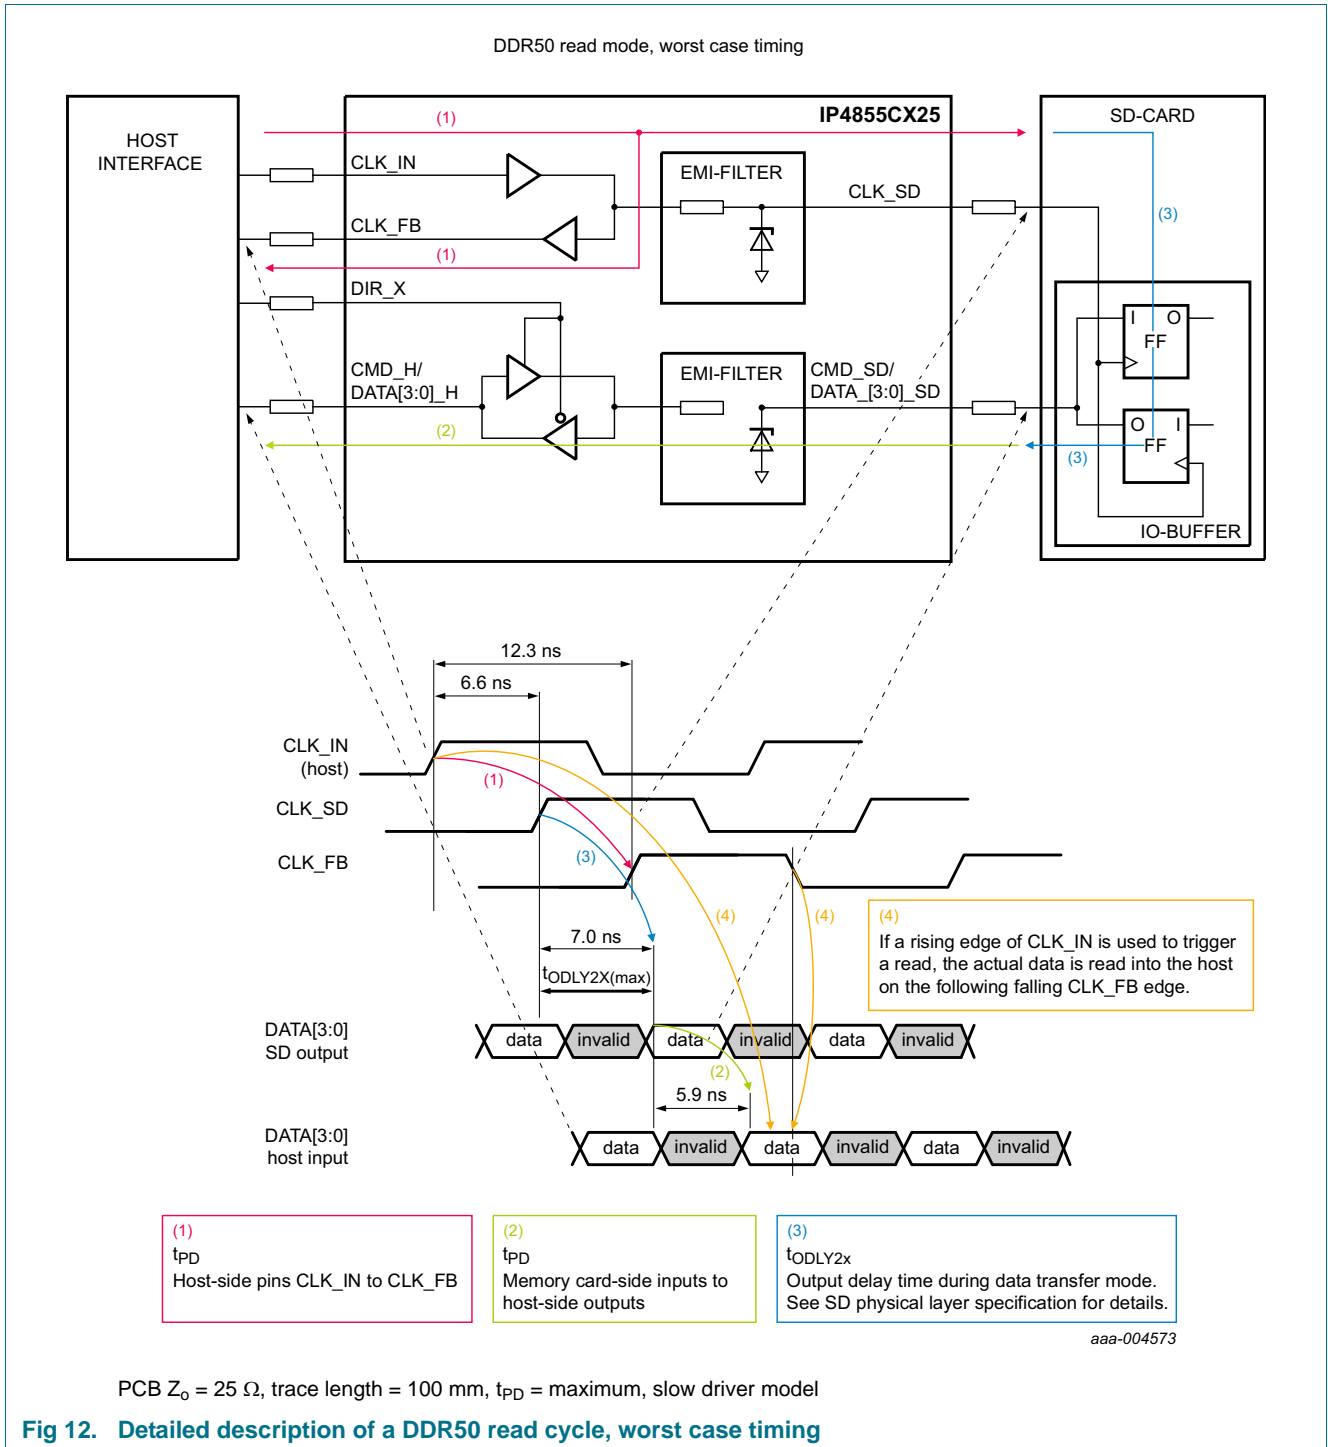 DDR50 read mode, worst case timing
HOST
INTERFACE
IP4855CX25
SD-CARD
(1)
CLK_IN
EMI-FILTER
CLK_SD
CLK_FB
(1)
(3)
DIR_X
I O
FF
CMD_H/
DATA[3:0]_H
EMI-FILTER
CMD_SD/
DATA_[3:0]_SD
(2)
O I
FF
(3)
IO-BUFFER
12.3 ns
6.6 ns
CLK_IN
(host)
(1)
CLK_SD
(3)
CLK_FB
(4)
(4)
(4)
If a rising edge of CLK_IN is used to trigger
a read, the actual data is read into the host
on the following falling CLK_FB edge.
7.0 ns
tODLY2X(max)
DATA[3:0]
SD output
data invalid data invalid data invalid
(2)
5.9 ns
DATA[3:0]
host input
data invalid data invalid data invalid
(1)
tPD
Host-side pins CLK_IN to CLK_FB
(2)
tPD
Memory card-side inputs to
host-side outputs
(3)
tODLY2x
Output delay time during data transfer mode.
See SD physical layer specification for details.
aaa-004573
PCB Zo = 25 Ω, trace length = 100 mm, tPD = maximum, slow driver model
Fig 12. Detailed description of a DDR50 read cycle, worst case timing